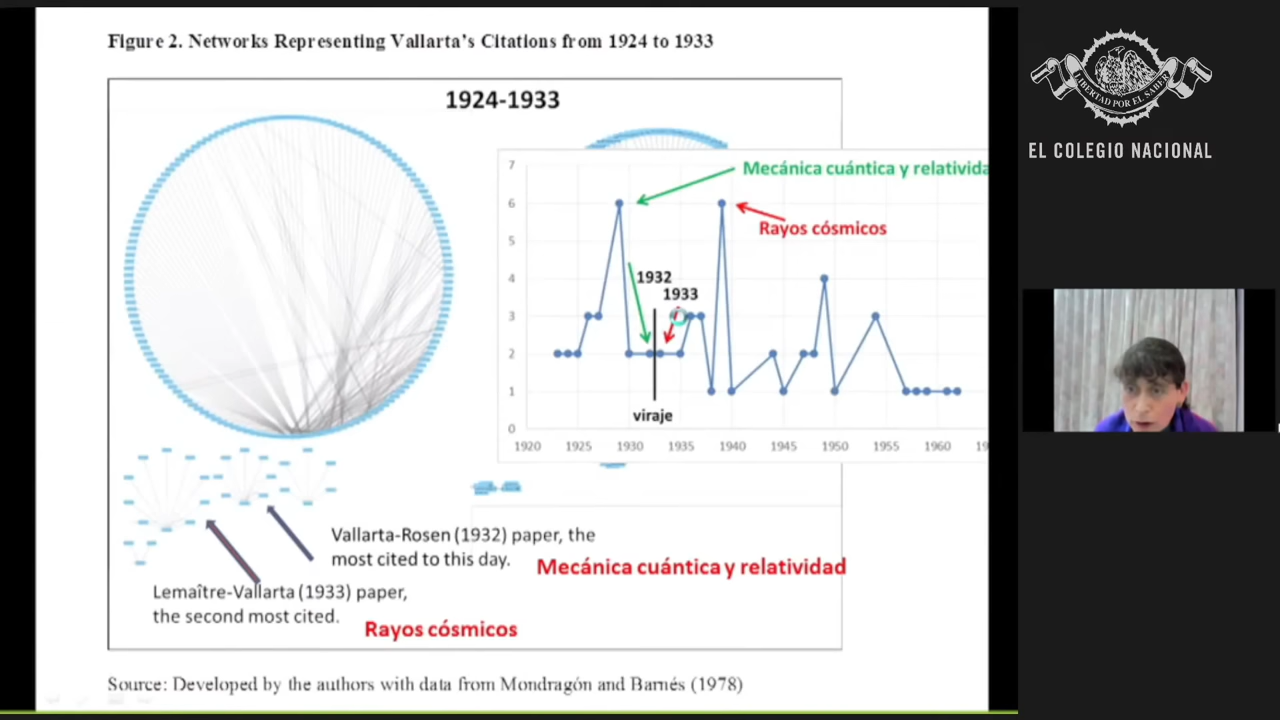 Figure 2. Networks Representing Vallarta's Citations from 1924 to 1933
1924-1933
7
6
5
4
3
2
1
0
Mecánica cuántica y relativida
Rayos cósmicos
1932
1933
viraje
1920 1925 1930 1935 1940 1945 1950 1955 1960 19
Vallarta-Rosen (1932) paper, the
most cited to this day.
Mecánica cuántica y relatividad
Lemaître-Vallarta (1933) paper,
the second most cited.
Rayos cósmicos
Source: Developed by the authors with data from Mondragón and Barnés (1978)
LIBERTAD POR EL SABER
EL COLEGIO NACIONAL